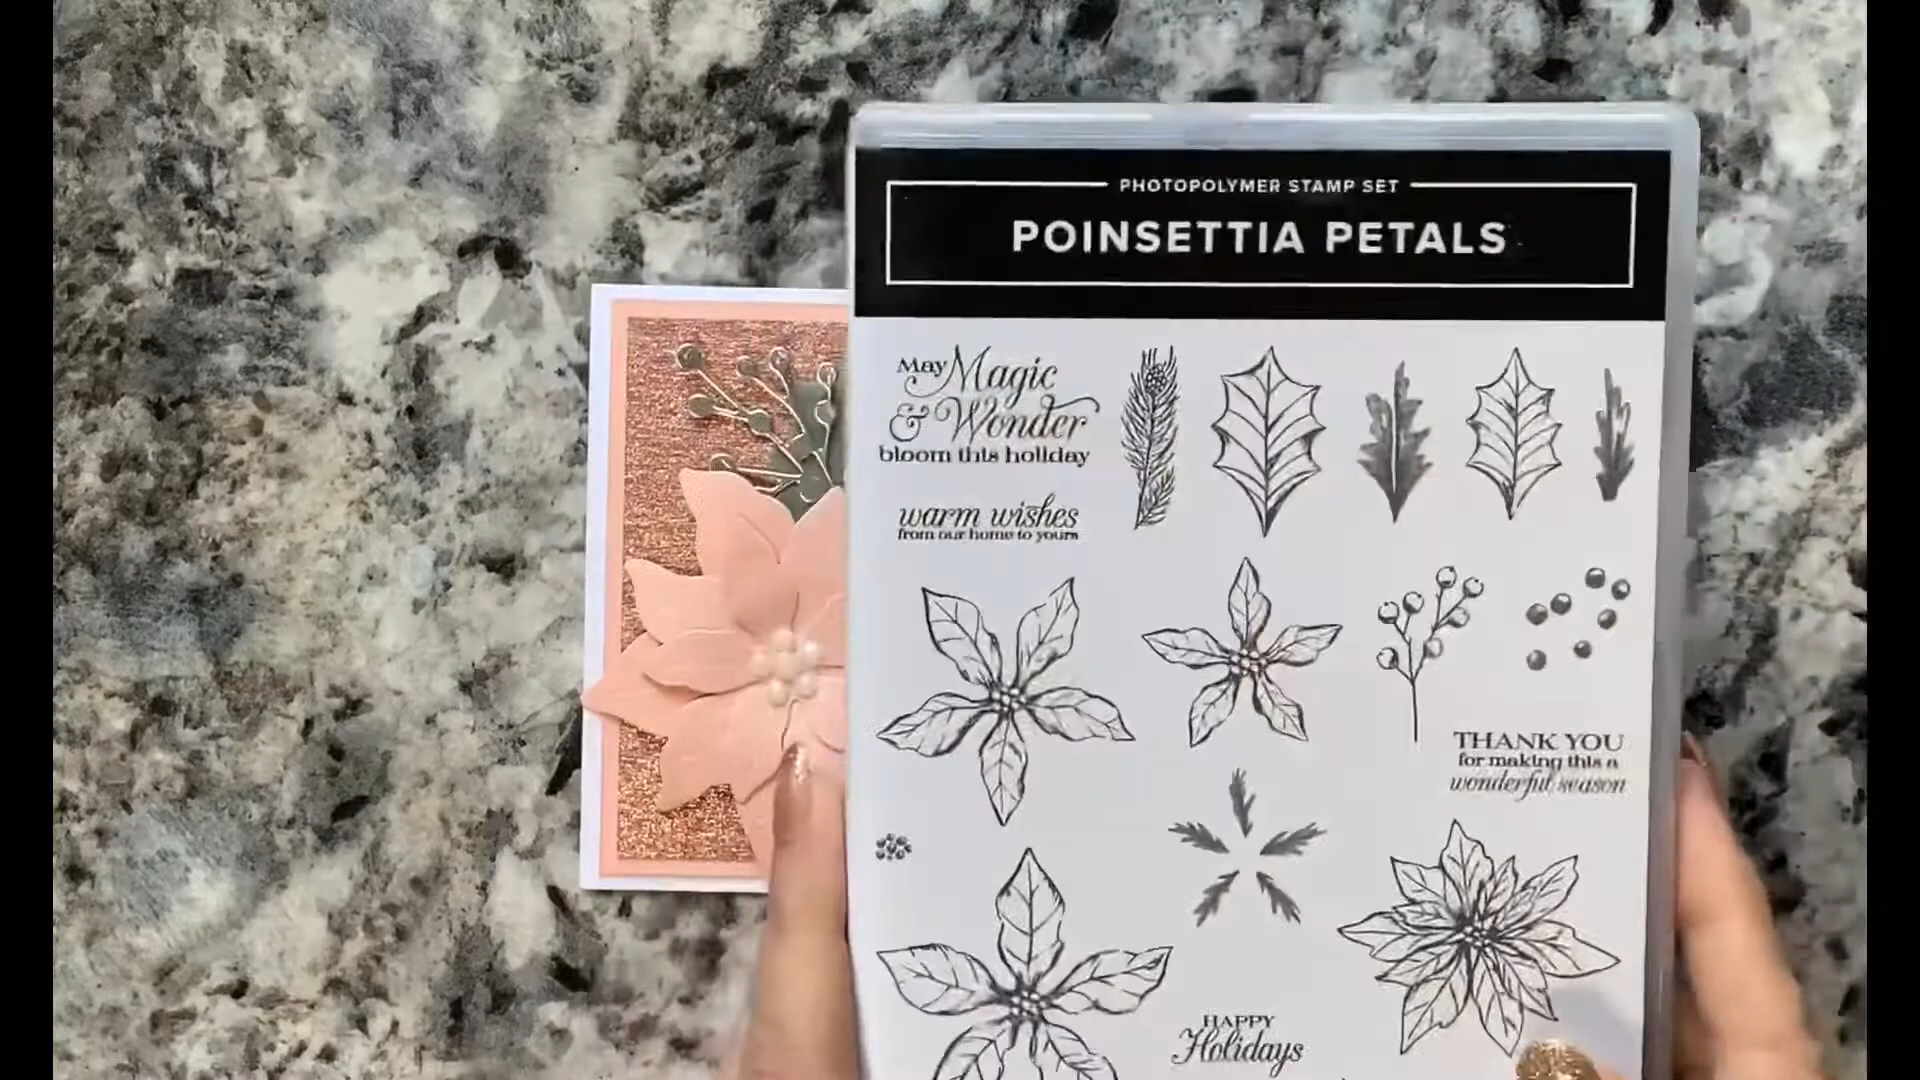 PHOTOPOLYMER STAMP SET
POINSETTIA PETALS
May Magic
& Wonder
bloom this holiday
warm wishes
from our home to yours
THANK YOU
for making this a
wonderful season
HAPPY
Holidays